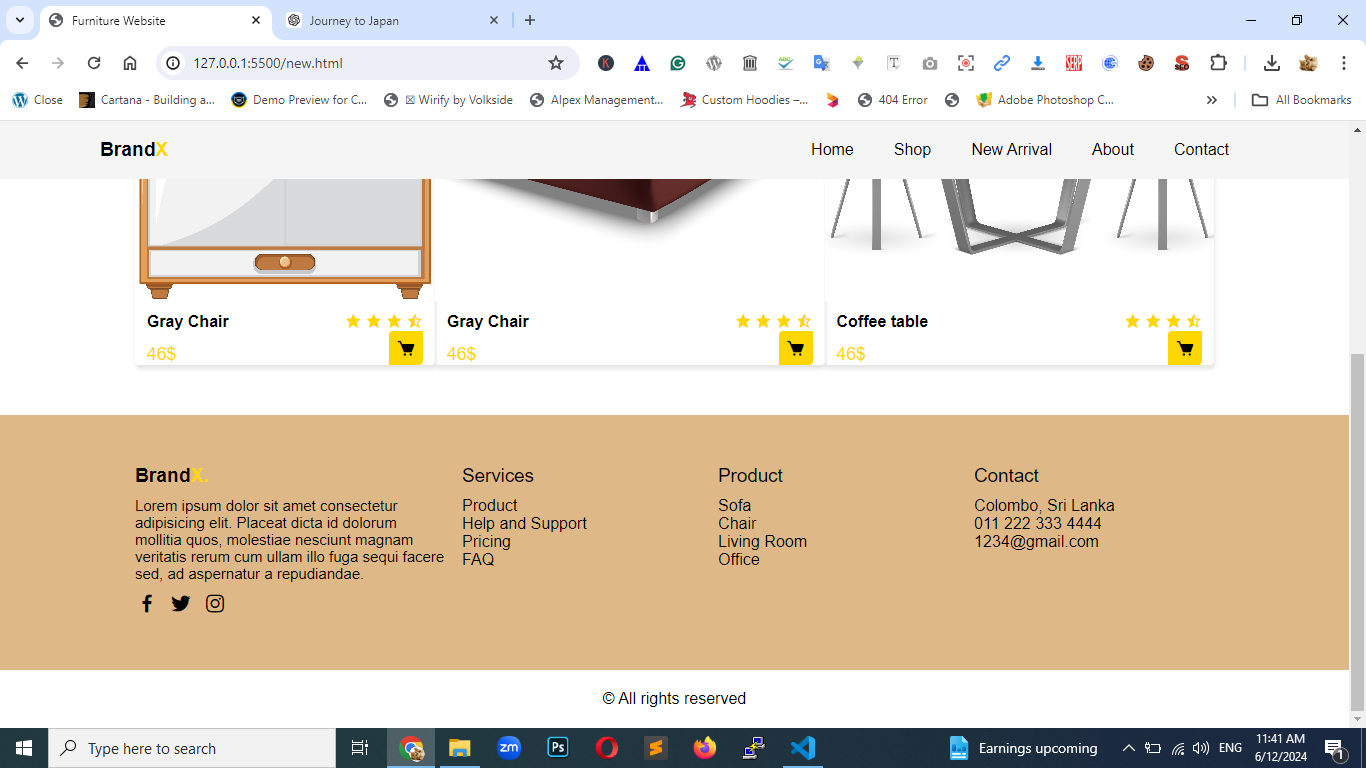 Furniture Website
Journey to Japan
127.0.0.1:5500/new.html
Close
Cartana - Building a...
Demo Preview for C...
☒ Wirify by Volkside
Alpex Management...
Custom Hoodies –...
404 Error
Adobe Photoshop C...
All Bookmarks
BrandX
Home
Shop
New Arrival
About
Contact
Gray Chair
46$
Gray Chair
46$
Coffee table
46$
BrandX.
Lorem ipsum dolor sit amet consectetur
adipisicing elit. Placeat dicta id dolorum
mollitia quos, molestiae nesciunt magnam
veritatis rerum cum ullam illo fuga sequi facere
sed, ad aspernatur a repudiandae.
Services
Product
Help and Support
Pricing
FAQ
Product
Sofa
Chair
Living Room
Office
Contact
Colombo, Sri Lanka
011 222 333 4444
1234@gmail.com
© All rights reserved
Type here to search
zm
Ps
Earnings upcoming
ENG
11:41 AM
6/12/2024
1